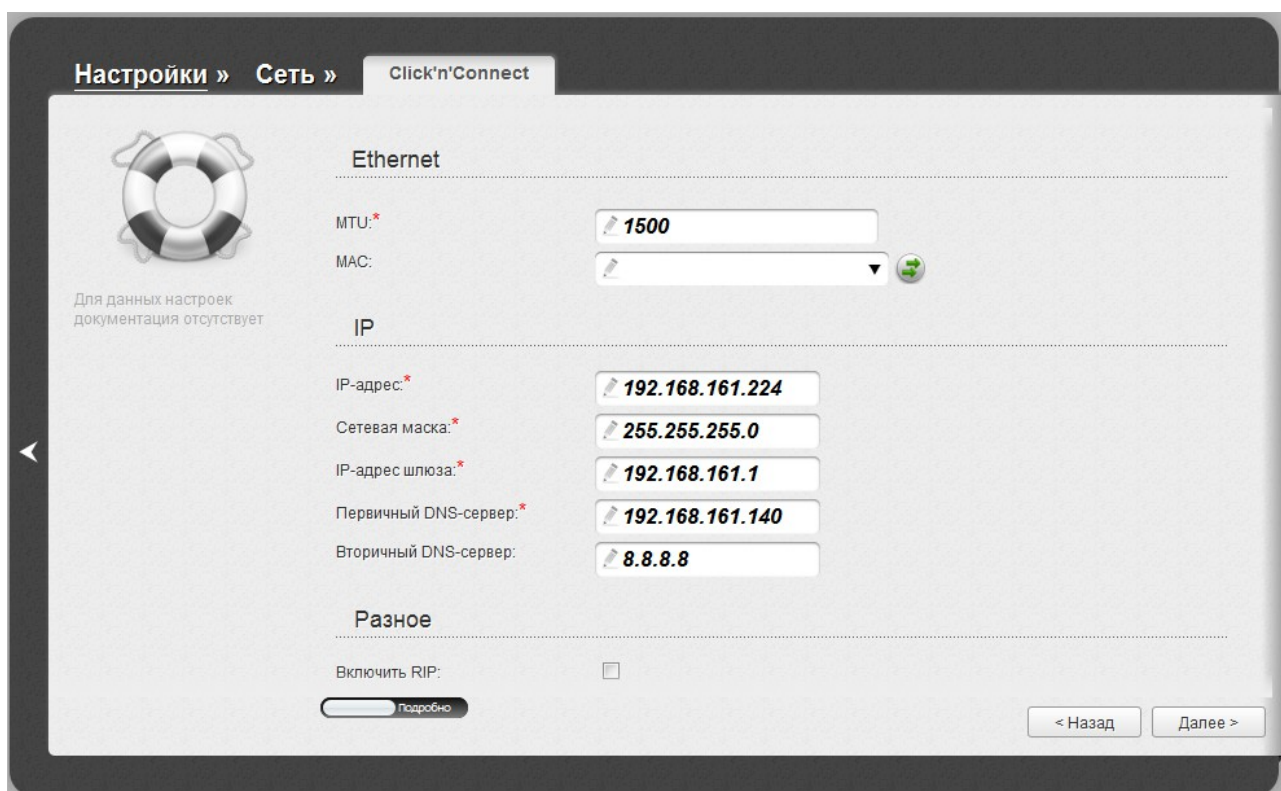 Настройки » Сеть » Click'n'Connect
Ethernet
MTU:* 1500
MAC:
Для данных настроек
документация отсутствует
IP
IP-адрес:* 192.168.161.224
Сетевая маска:* 255.255.255.0
IP-адрес шлюза:* 192.168.161.1
Первичный DNS-сервер:* 192.168.161.140
Вторичный DNS-сервер: 8.8.8.8
Разное
Включить RIP:
Подробно
< Назад Далее >